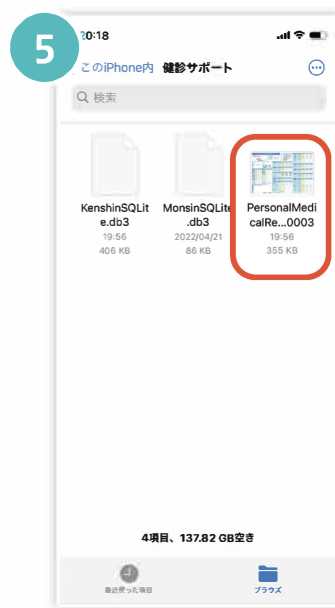 5
20:18
このiPhone内 健診サポート
検索
KenshinSQLit
e.db3
19:56
406 KB
MonsinSQLite
.db3
2022/04/21
86 KB
PersonalMedi
calRe...0003
19:56
355 KB
4項目、137.82 GB空き
最近使った項目
ブラウズ